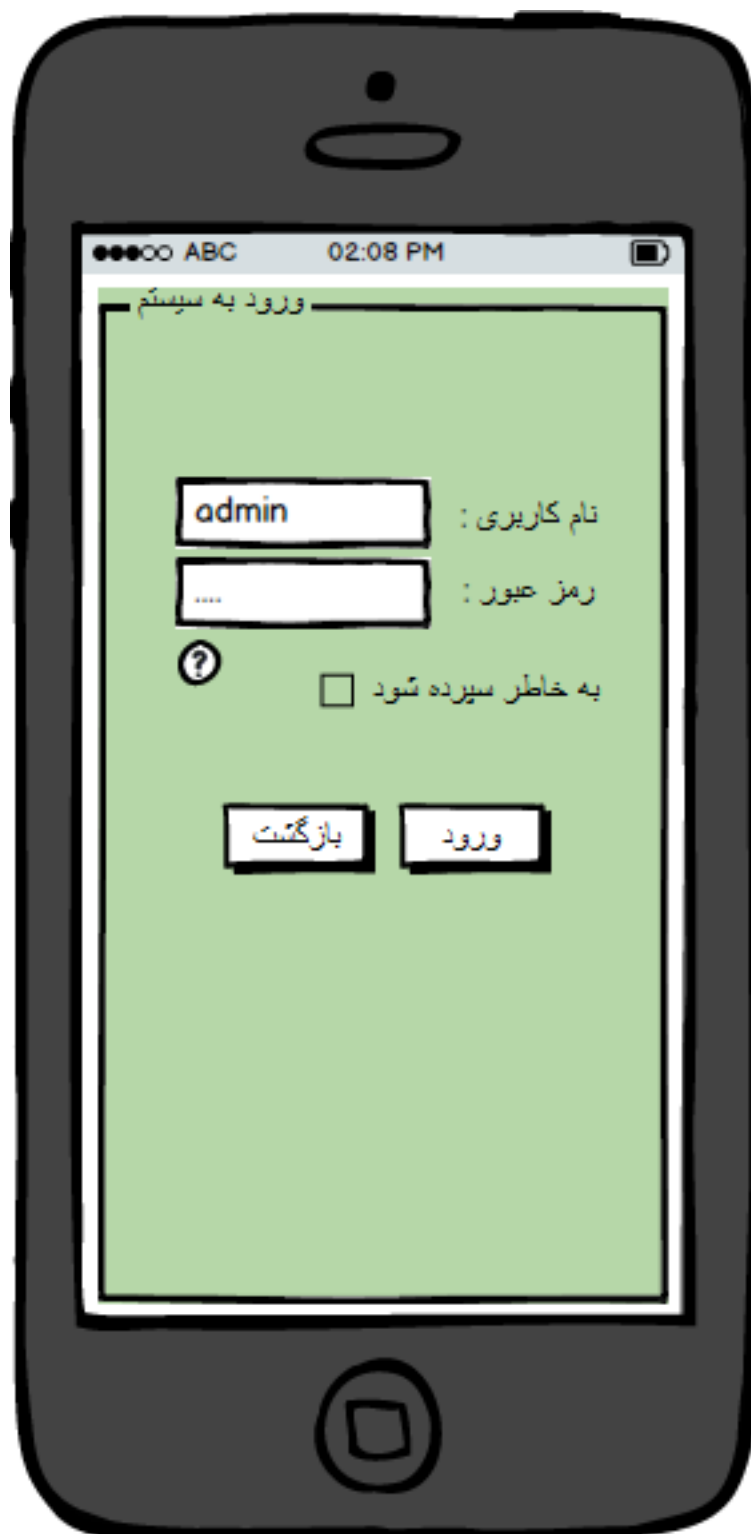 ABC 02:08 PM
ورود به سیستم
نام کاربری : admin
رمز عبور : ....
?
به خاطر سپرده شود
ورود بازگشت